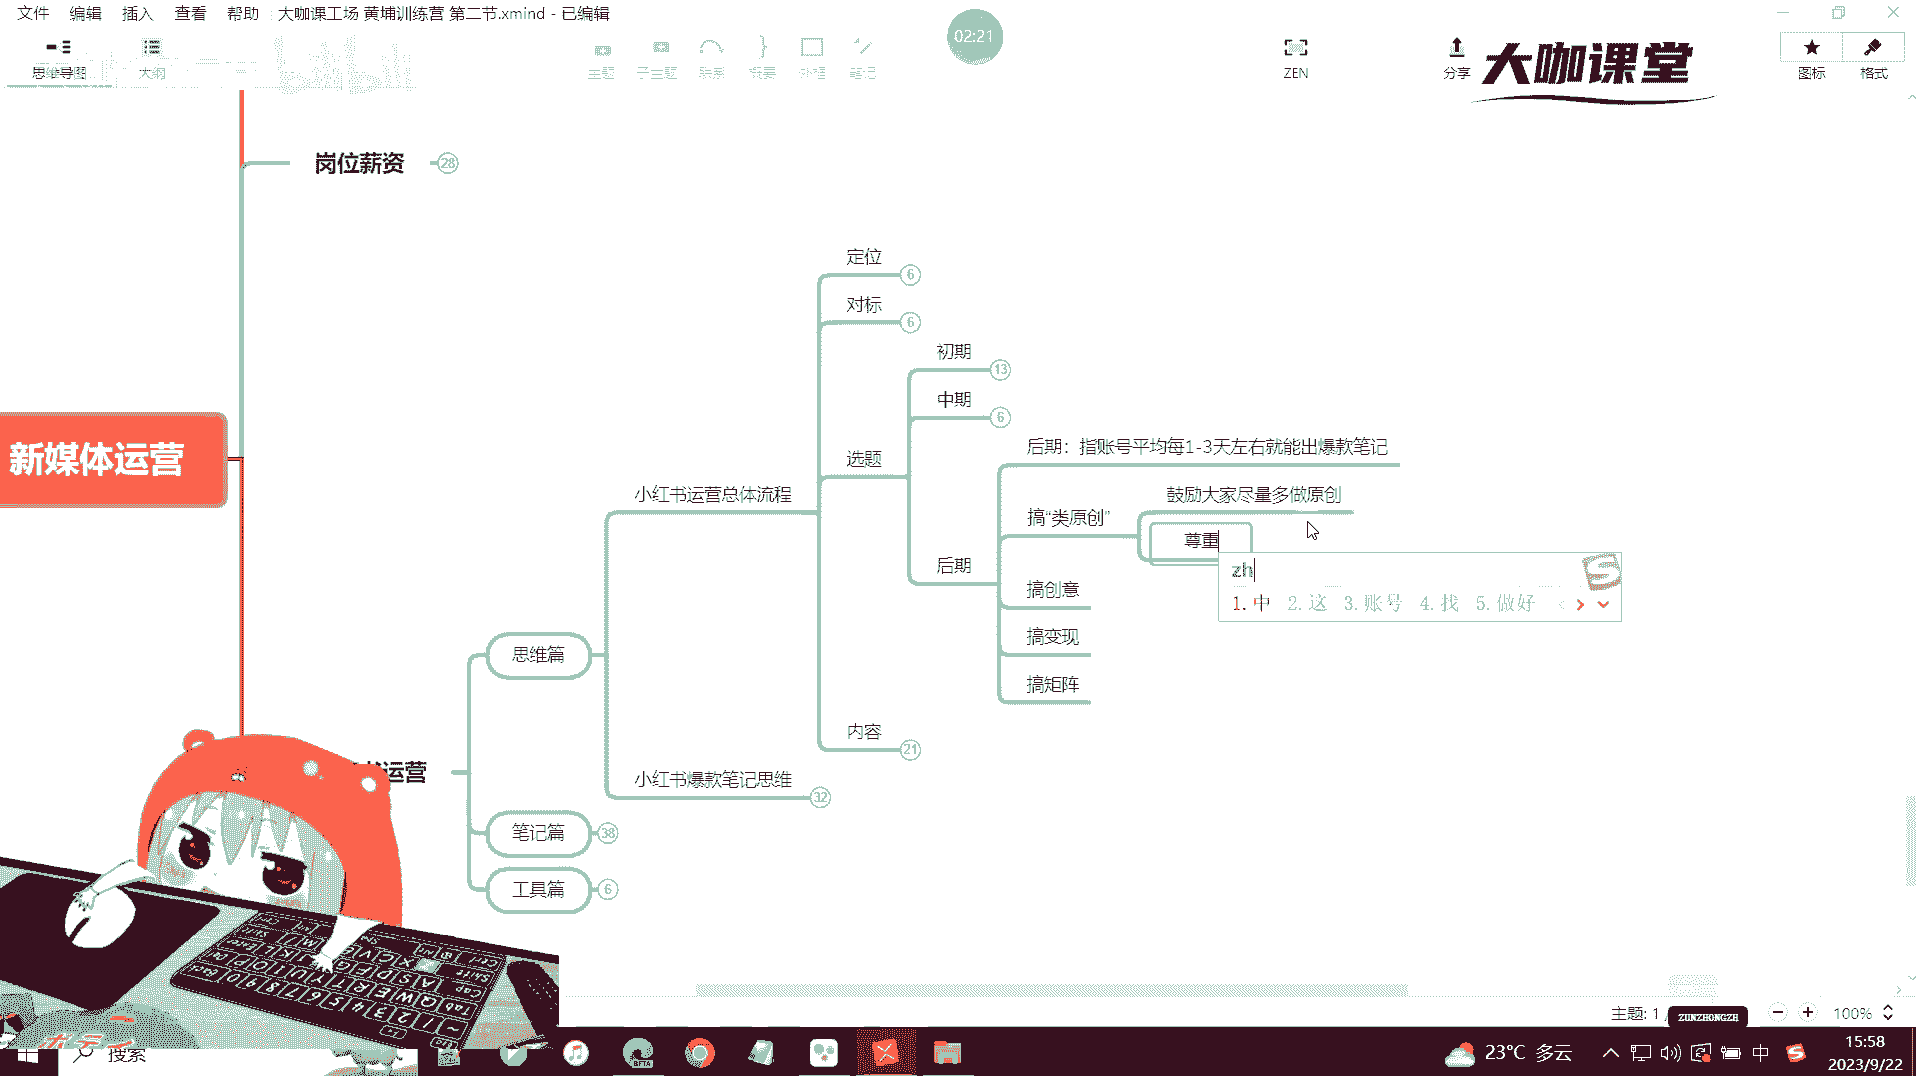 文件 编辑 插入 查看 帮助 大咖课工场 黄埔训练营 第二节.xmind - 已编辑
02:21
思维导图 大纲 主题 子主题 联系 概要 外框 笔记 ZEN 分享 大咖课堂 图标 格式
岗位薪资 28
定位 6
对标 6
初期 13
中期 6
后期：指账号平均每1-3天左右就能出爆款笔记
新媒体运营
选题
小红书运营总体流程
鼓励大家尽量多做原创
搞“类原创”
尊重
后期
zh
搞创意
1.中 2.这 3.账号 4.找 5.做好
搞变现
思维篇
搞矩阵
内容 21
运营
小红书爆款笔记思维 32
笔记篇 38
工具篇 6
主题: 1 /
ZUNZHONGZH
100%
搜索
BETA
23°C 多云
中
15:58
2023/9/22